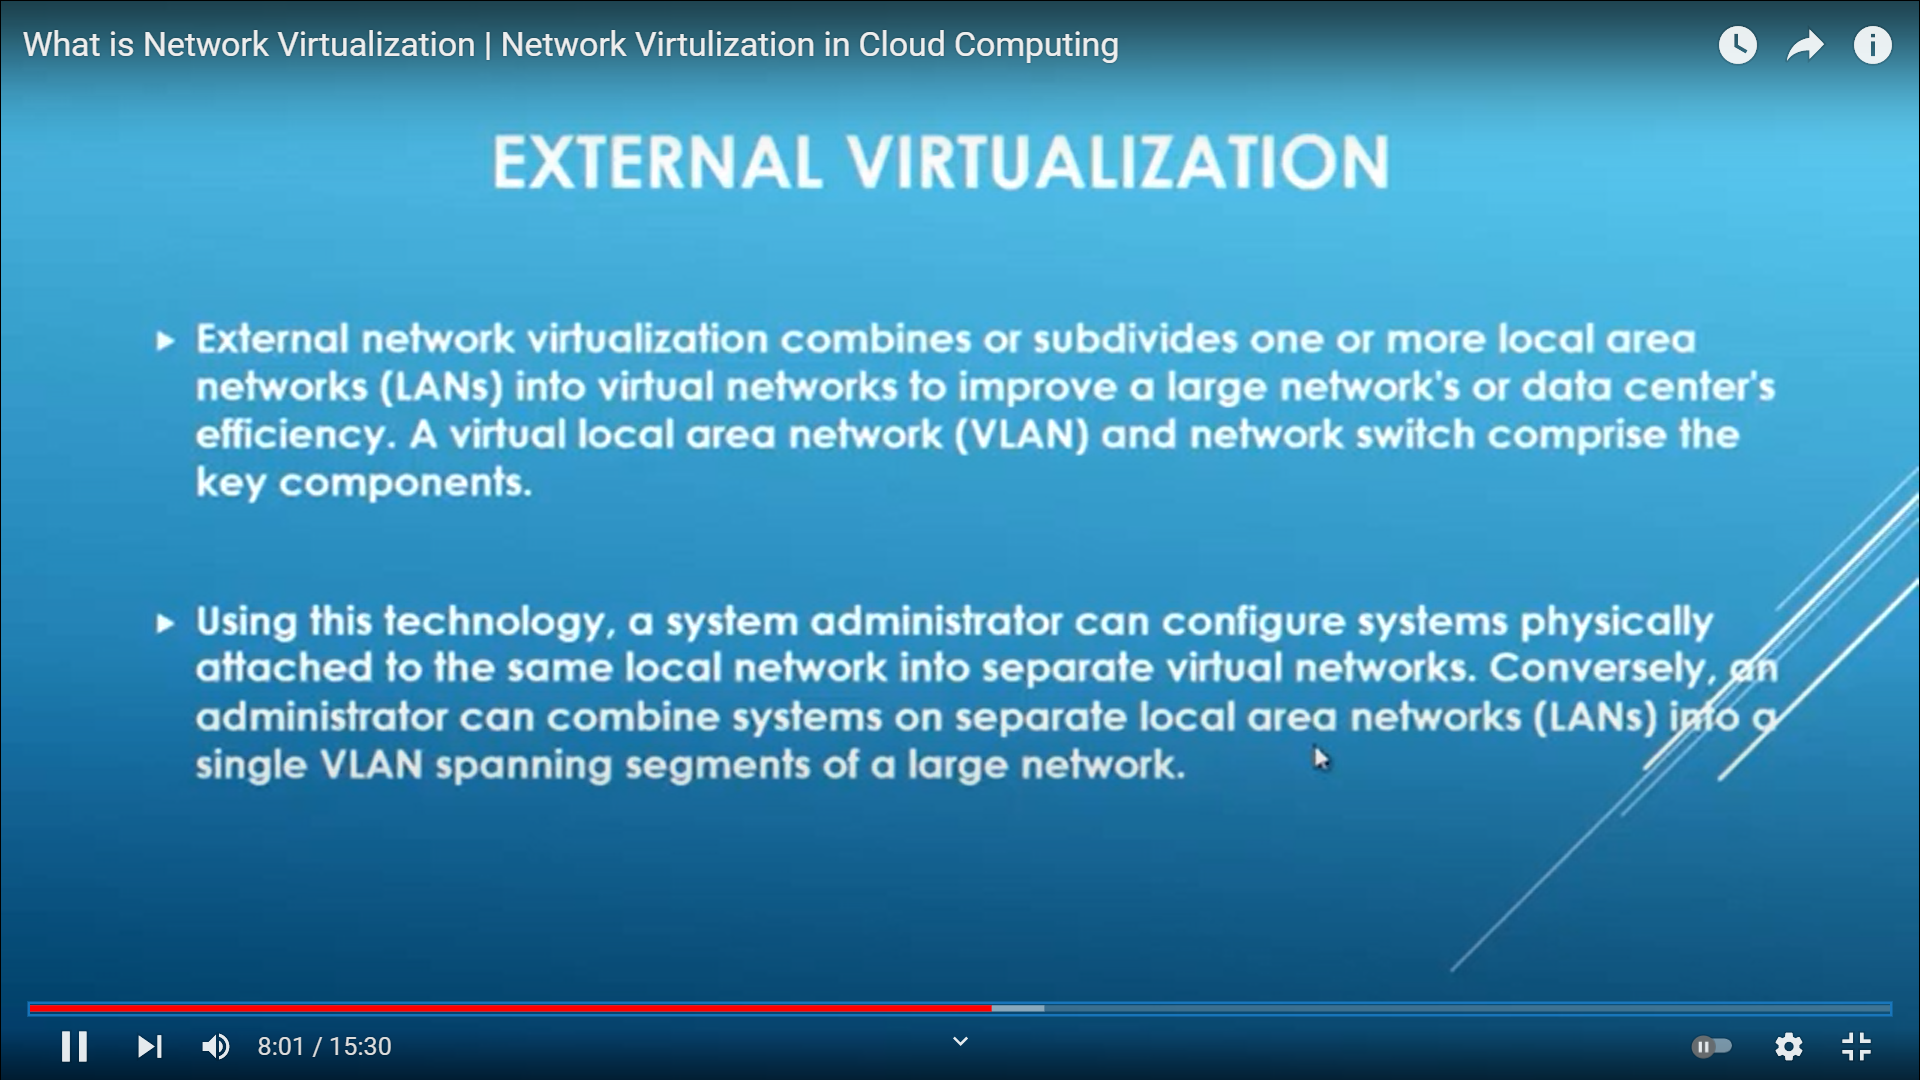 What is Network Virtualization | Network Virtulization in Cloud Computing
EXTERNAL VIRTUALIZATION
External network virtualization combines or subdivides one or more local area
networks (LANs) into virtual networks to improve a large network's or data center's
efficiency. A virtual local area network (VLAN) and network switch comprise the
key components.
Using this technology, a system administrator can configure systems physically
attached to the same local network into separate virtual networks. Conversely, an
administrator can combine systems on separate local area networks (LANs) into a
single VLAN spanning segments of a large network.
8:01 / 15:30